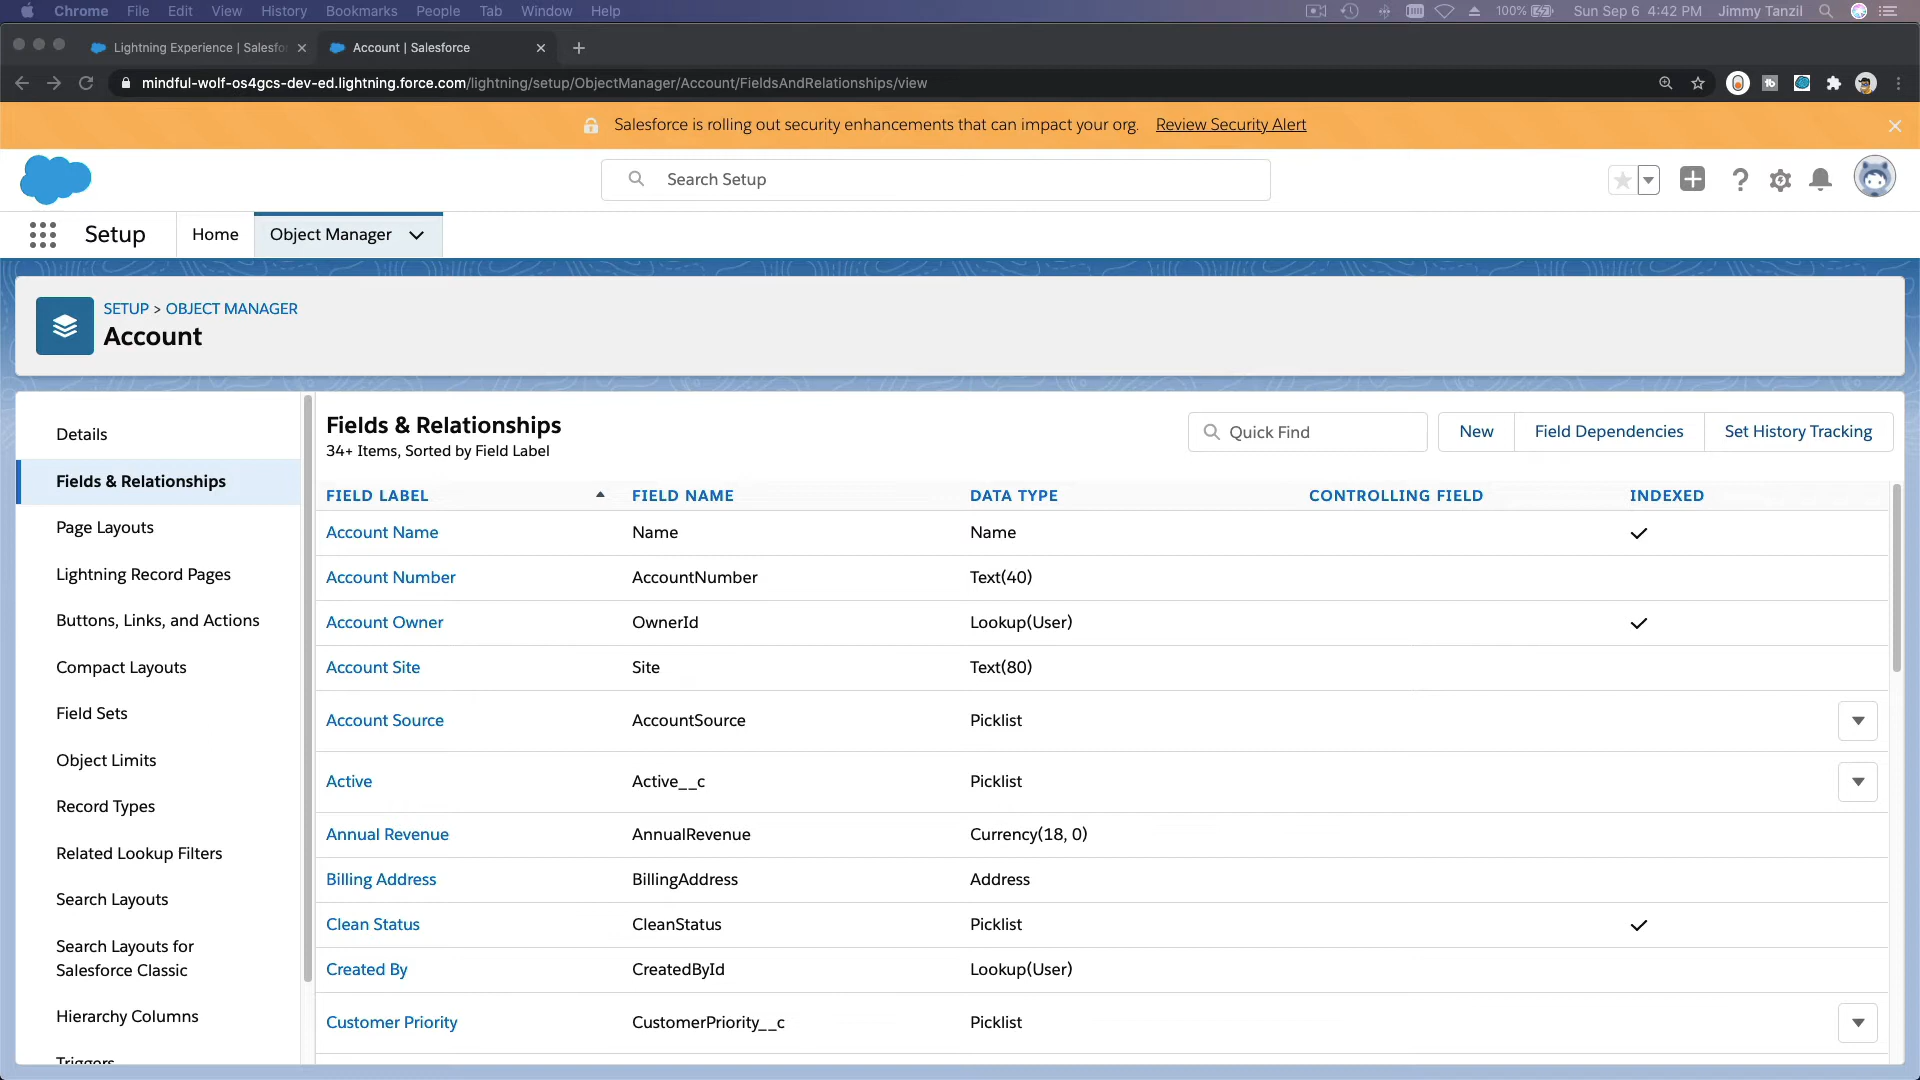 Chrome File Edit View History Bookmarks People Tab Window Help 100% Sun Sep 6 4:42 PM Jimmy Tanzil
Lightning Experience | Salesfo
Account | Salesforce
mindful-wolf-os4gcs-dev-ed.lightning.force.com/lightning/setup/ObjectManager/Account/FieldsAndRelationships/view
Salesforce is rolling out security enhancements that can impact your org. Review Security Alert
Search Setup
Setup Home Object Manager
SETUP > OBJECT MANAGER
Account
Details
Fields & Relationships
Page Layouts
Lightning Record Pages
Buttons, Links, and Actions
Compact Layouts
Field Sets
Object Limits
Record Types
Related Lookup Filters
Search Layouts
Search Layouts for
Salesforce Classic
Hierarchy Columns
Triggers
Fields & Relationships
34+ Items, Sorted by Field Label
Quick Find
New Field Dependencies Set History Tracking
FIELD LABEL FIELD NAME DATA TYPE CONTROLLING FIELD INDEXED
Account Name Name Name
Account Number AccountNumber Text(40)
Account Owner OwnerId Lookup(User)
Account Site Site Text(80)
Account Source AccountSource Picklist
Active Active__c Picklist
Annual Revenue AnnualRevenue Currency(18, 0)
Billing Address BillingAddress Address
Clean Status CleanStatus Picklist
Created By CreatedById Lookup(User)
Customer Priority CustomerPriority__c Picklist